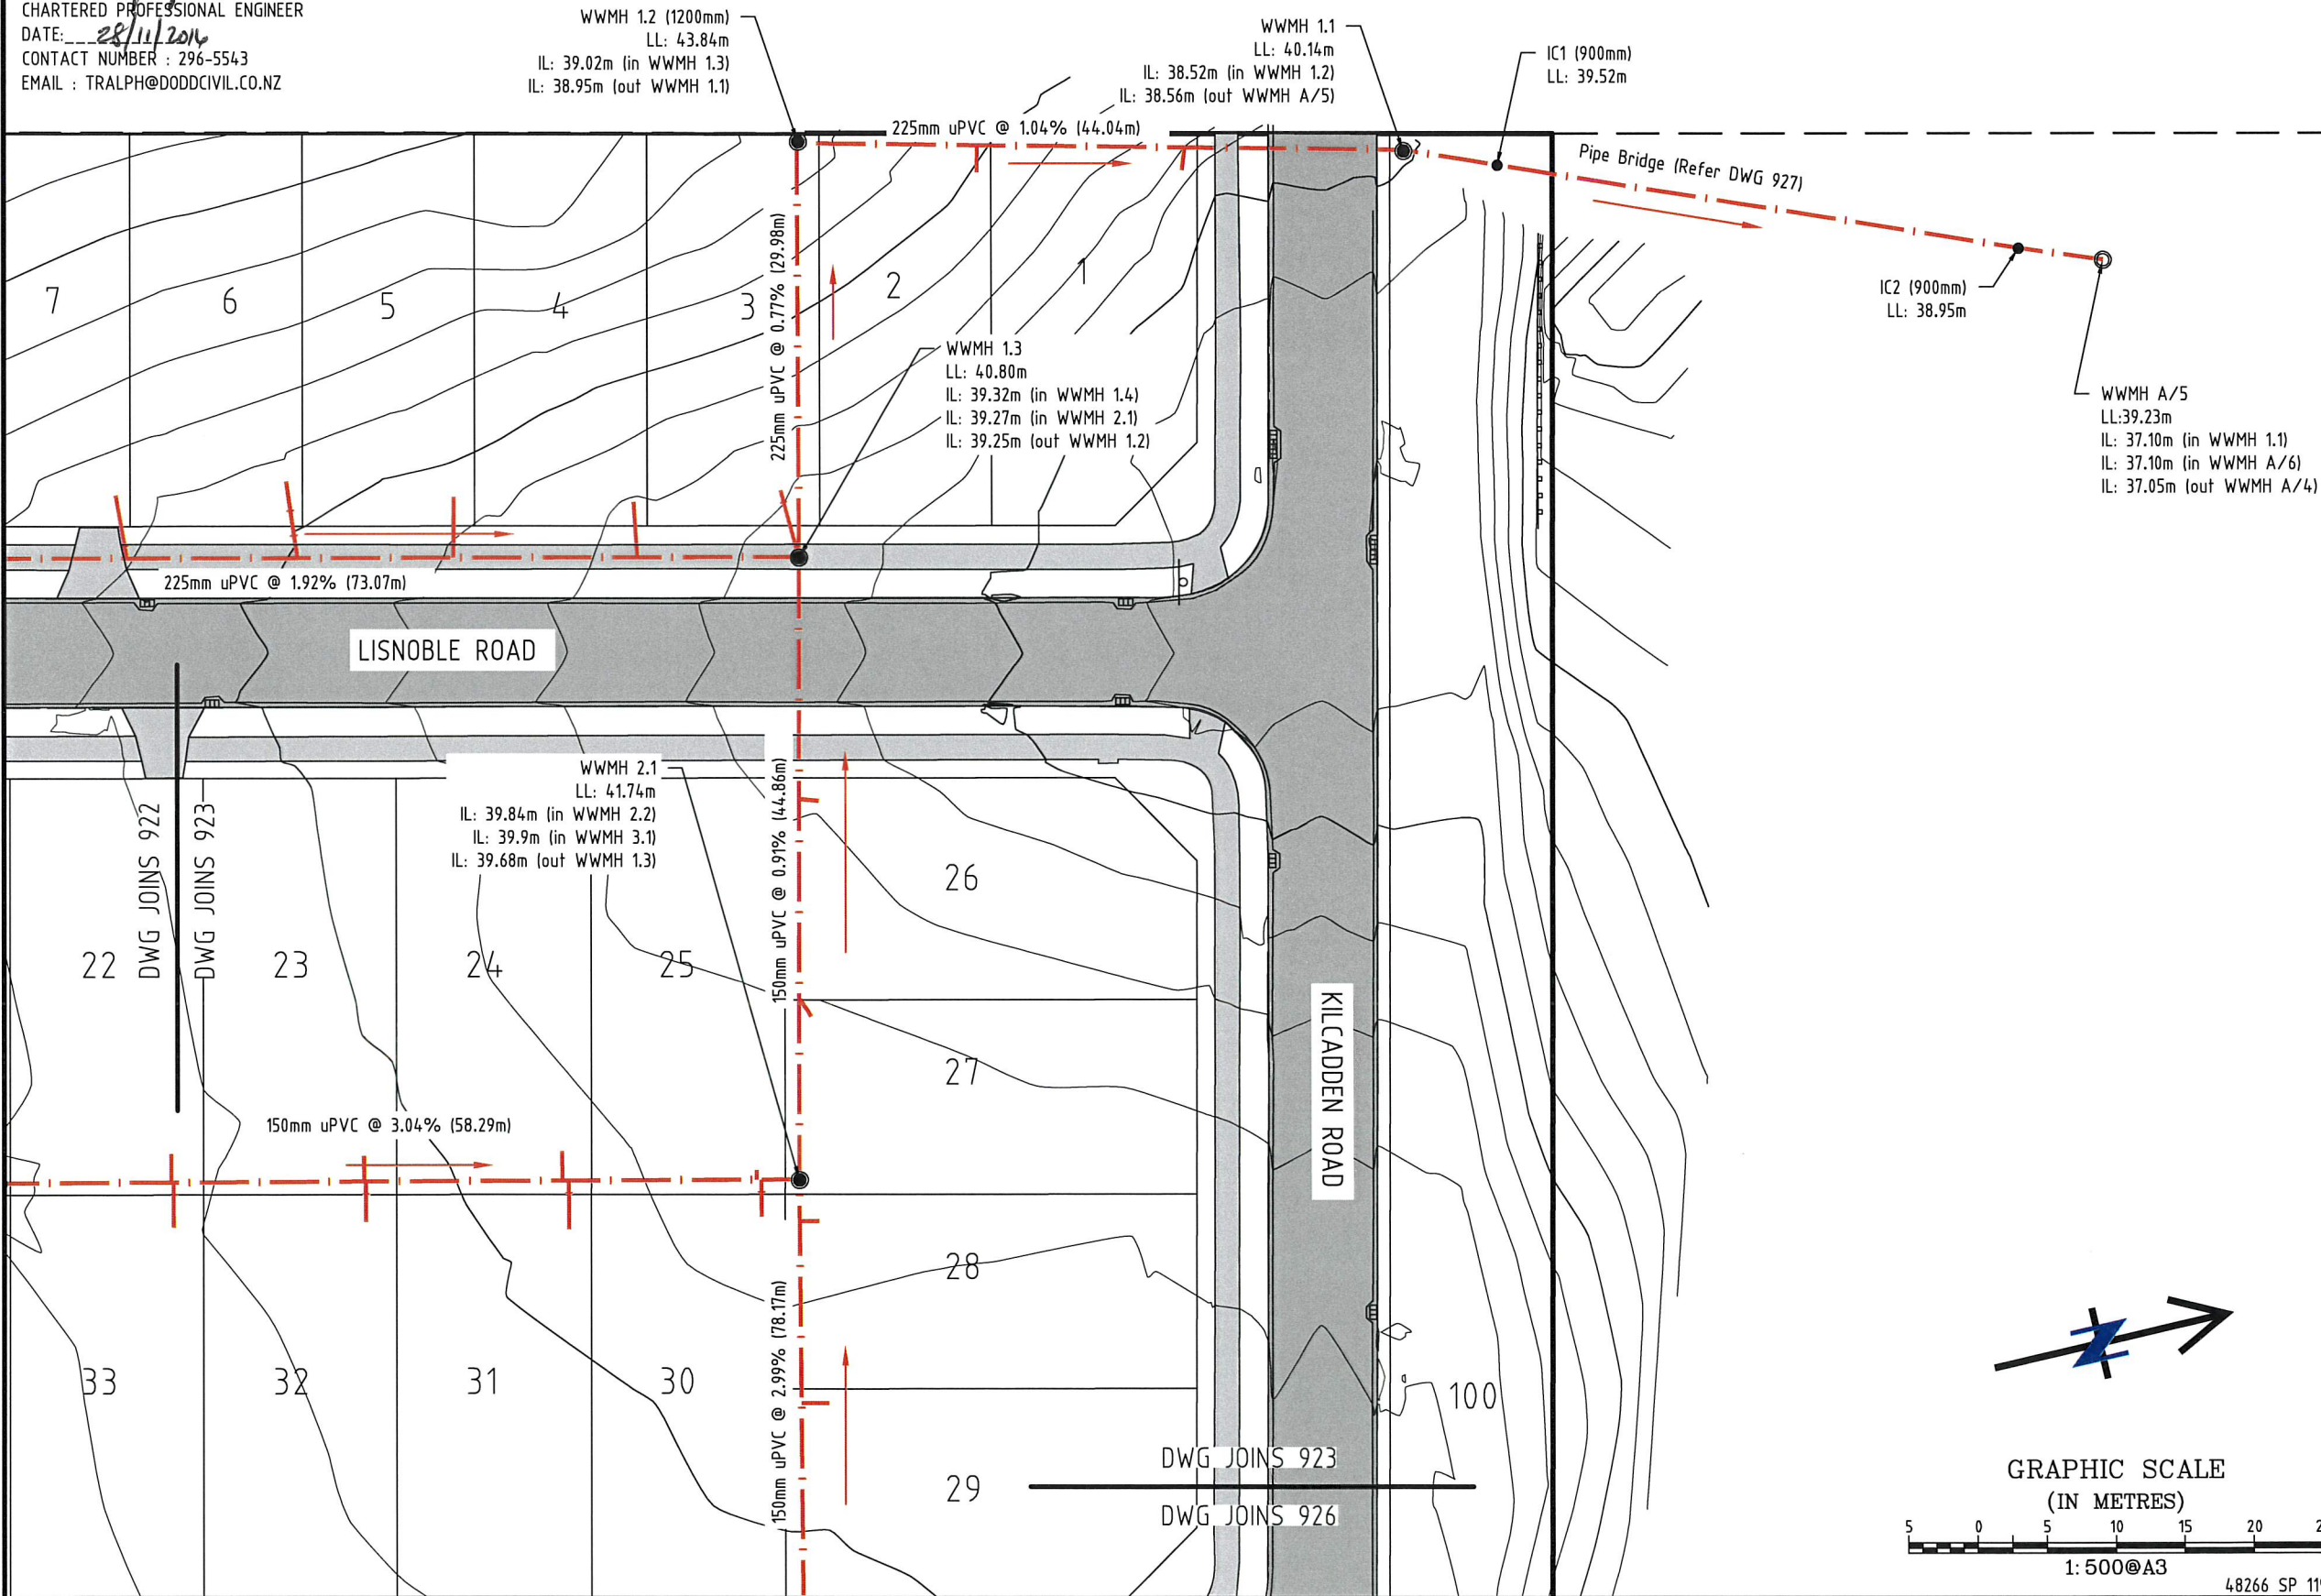 CHARTERED PROFESSIONAL ENGINEER
DATE: 28/11/2016
CONTACT NUMBER : 296-5543
EMAIL : TRALPH@DODDCIVIL.CO.NZ
WWMH 1.2 (1200mm)
LL: 43.84m
IL: 39.02m (in WWMH 1.3)
IL: 38.95m (out WWMH 1.1)
WWMH 1.1
LL: 40.14m
IL: 38.52m (in WWMH 1.2)
IL: 38.56m (out WWMH A/5)
IC1 (900mm)
LL: 39.52m
225mm uPVC @ 1.04% (44.04m)
Pipe Bridge (Refer DWG 927)
225mm uPVC @ 0.77% (29.98m)
7
6
5
4
3
2
1
IC2 (900mm)
LL: 38.95m
WWMH 1.3
LL: 40.80m
IL: 39.32m (in WWMH 1.4)
IL: 39.27m (in WWMH 2.1)
IL: 39.25m (out WWMH 1.2)
WWMH A/5
LL:39.23m
IL: 37.10m (in WWMH 1.1)
IL: 37.10m (in WWMH A/6)
IL: 37.05m (out WWMH A/4)
225mm uPVC @ 1.92% (73.07m)
LISNOBLE ROAD
WWMH 2.1
LL: 41.74m
IL: 39.84m (in WWMH 2.2)
IL: 39.9m (in WWMH 3.1)
IL: 39.68m (out WWMH 1.3)
150mm uPVC @ 0.91% (44.86m)
DWG JOINS 922
DWG JOINS 923
22
23
24
25
26
27
KILCADDEN ROAD
150mm uPVC @ 3.04% (58.29m)
28
150mm uPVC @ 2.99% (78.17m)
33
32
31
30
29
100
DWG JOINS 923
DWG JOINS 926
GRAPHIC SCALE
(IN METRES)
5 0 5 10 15 20
1:500@A3
48266 SP